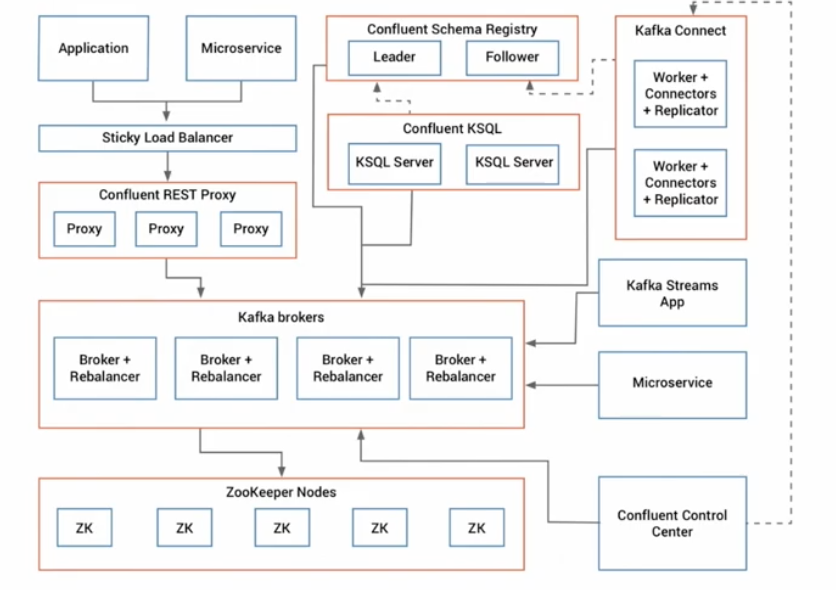 Application
Microservice
Sticky Load Balancer
Confluent REST Proxy
Proxy
Proxy
Proxy
Confluent Schema Registry
Leader
Follower
Confluent KSQL
KSQL Server
KSQL Server
Kafka Connect
Worker +
Connectors
+ Replicator
Worker +
Connectors
+ Replicator
Kafka brokers
Broker +
Rebalancer
Broker +
Rebalancer
Broker +
Rebalancer
Broker +
Rebalancer
Kafka Streams
App
Microservice
ZooKeeper Nodes
ZK
ZK
ZK
ZK
ZK
Confluent Control
Center